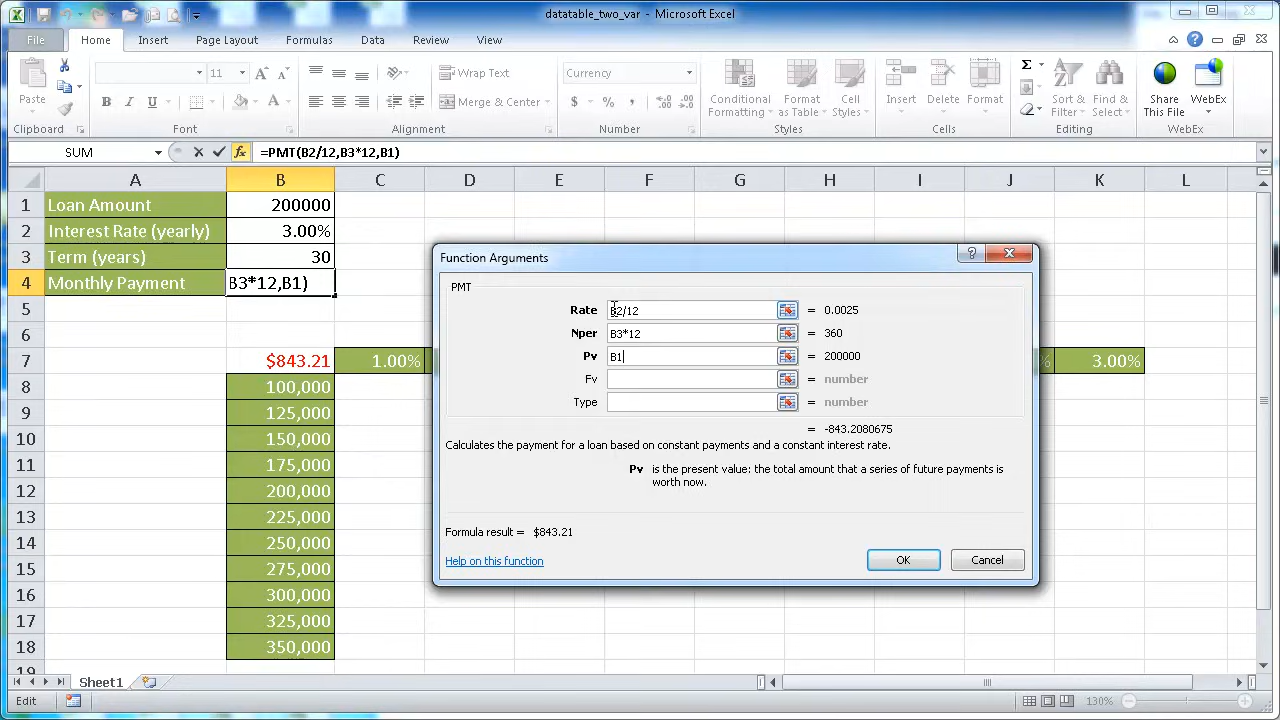 datatable_two_var - Microsoft Excel
File Home Insert Page Layout Formulas Data Review View
Paste
11
Wrap Text
Merge & Center
Currency
$ % ,
Conditional Formatting
Format as Table
Cell Styles
Insert
Delete
Format
Sort & Filter
Find & Select
Share This File
WebEx
Clipboard Font Alignment Number Styles Cells Editing WebEx
SUM
fx
=PMT(B2/12,B3*12,B1)
A B C D E F G H I J K L
1 Loan Amount 200000
2 Interest Rate (yearly) 3.00%
3 Term (years) 30
4 Monthly Payment B3*12,B1)
5
6
7 $843.21 1.00% % 3.00%
8 100,000
9 125,000
10 150,000
11 175,000
12 200,000
13 225,000
14 250,000
15 275,000
16 300,000
17 325,000
18 350,000
19
Function Arguments
PMT
Rate B2/12 = 0.0025
Nper B3*12 = 360
Pv B1 = 200000
Fv = number
Type = number
= -843.2080675
Calculates the payment for a loan based on constant payments and a constant interest rate.
Pv is the present value: the total amount that a series of future payments is
worth now.
Formula result = $843.21
Help on this function
OK Cancel
Sheet1
Edit
130%